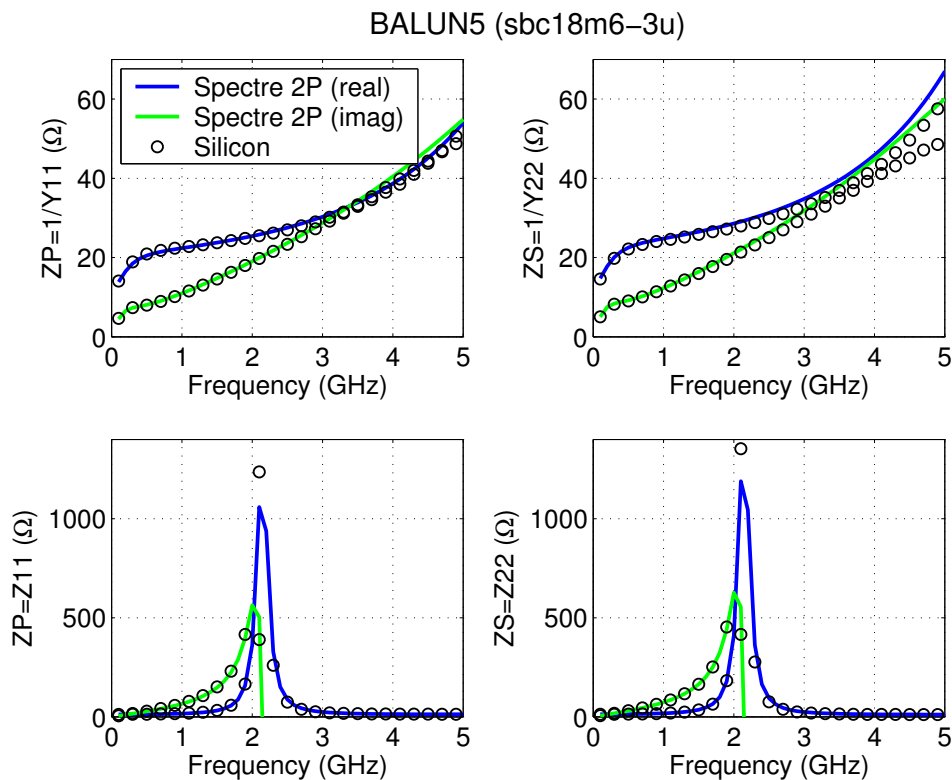 BALUN5 (sbc18m6−3u)
ZP=1/Y11 (Ω)
60
40
20
0
Spectre 2P (real)
Spectre 2P (imag)
Silicon
0 1 2 3 4 5
Frequency (GHz)
ZS=1/Y22 (Ω)
60
40
20
0
0 1 2 3 4 5
Frequency (GHz)
ZP=Z11 (Ω)
1000
500
0
0 1 2 3 4 5
Frequency (GHz)
ZS=Z22 (Ω)
1000
500
0
0 1 2 3 4 5
Frequency (GHz)